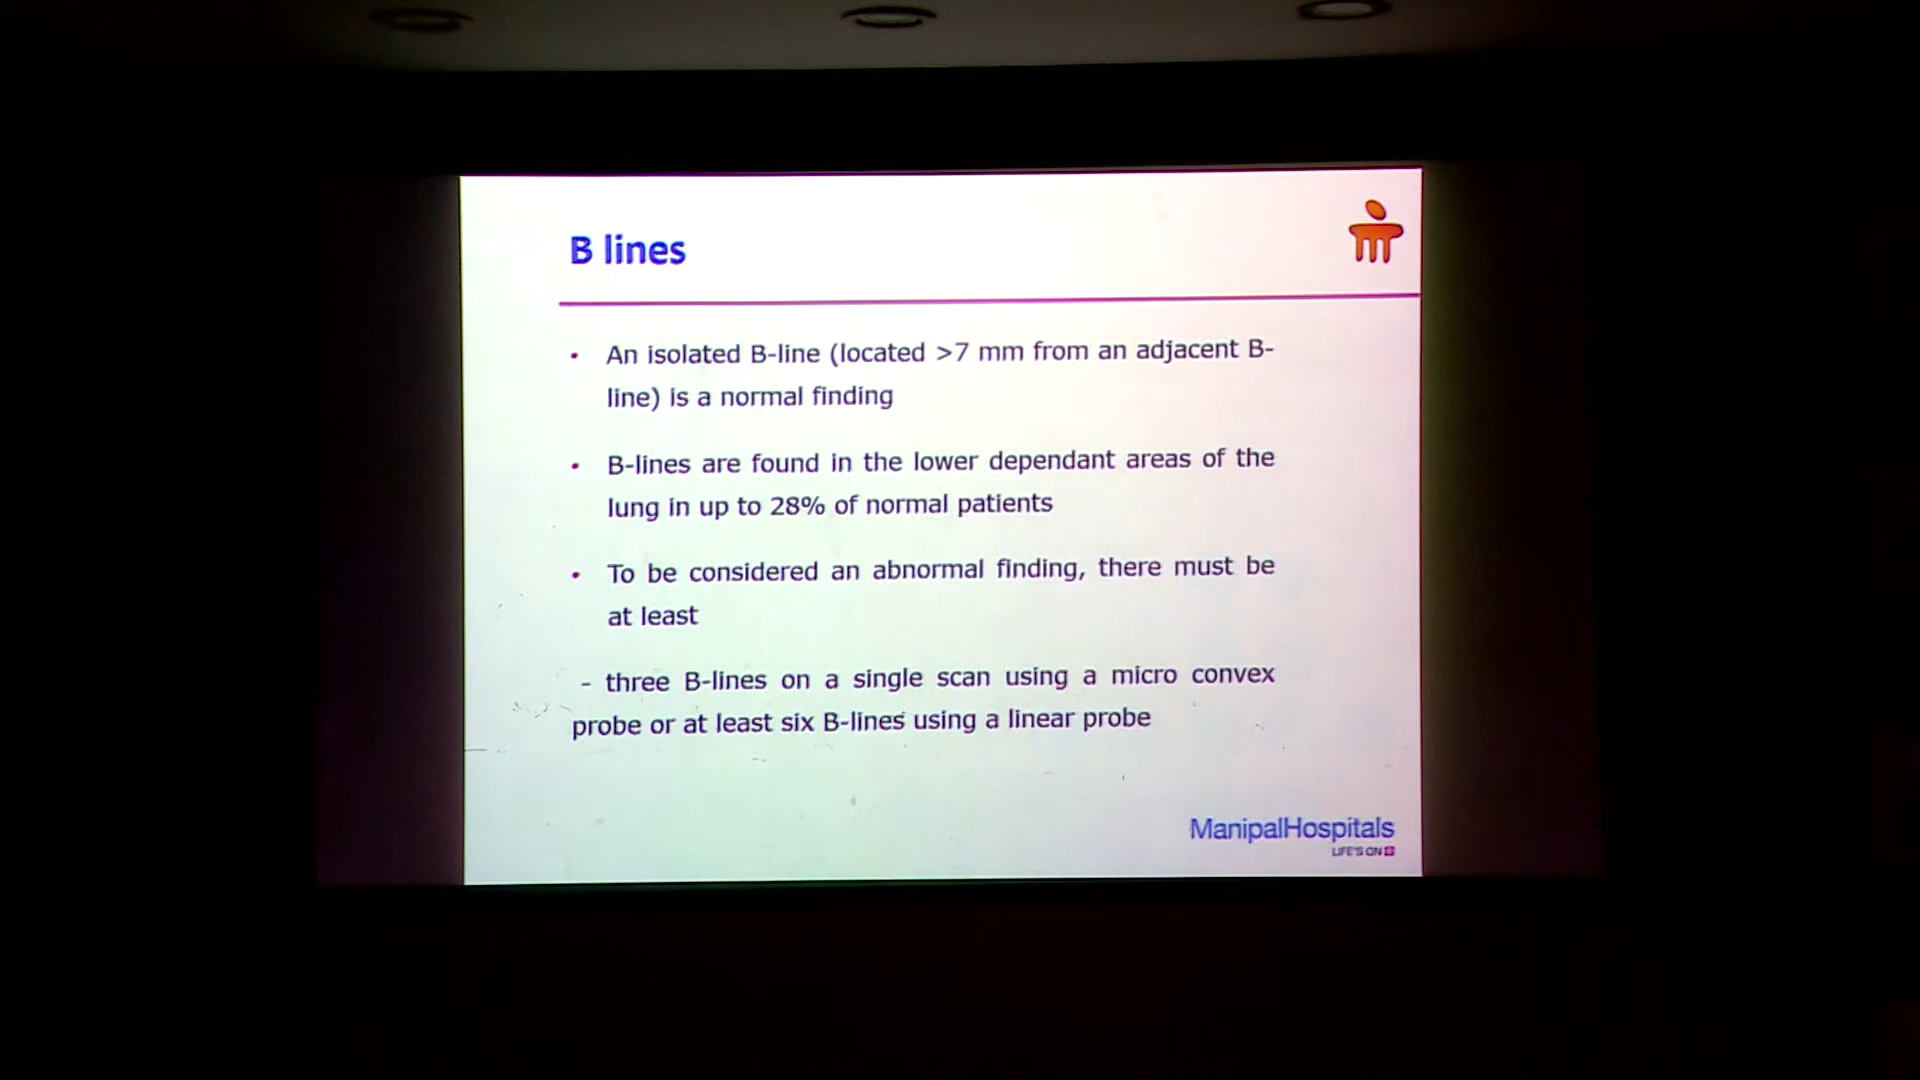 B lines
• An isolated B-line (located >7 mm from an adjacent B-
line) is a normal finding
• B-lines are found in the lower dependant areas of the
lung in up to 28% of normal patients
• To be considered an abnormal finding, there must be
at least
- three B-lines on a single scan using a micro convex
probe or at least six B-lines using a linear probe
ManipalHospitals
LIFE'S ON